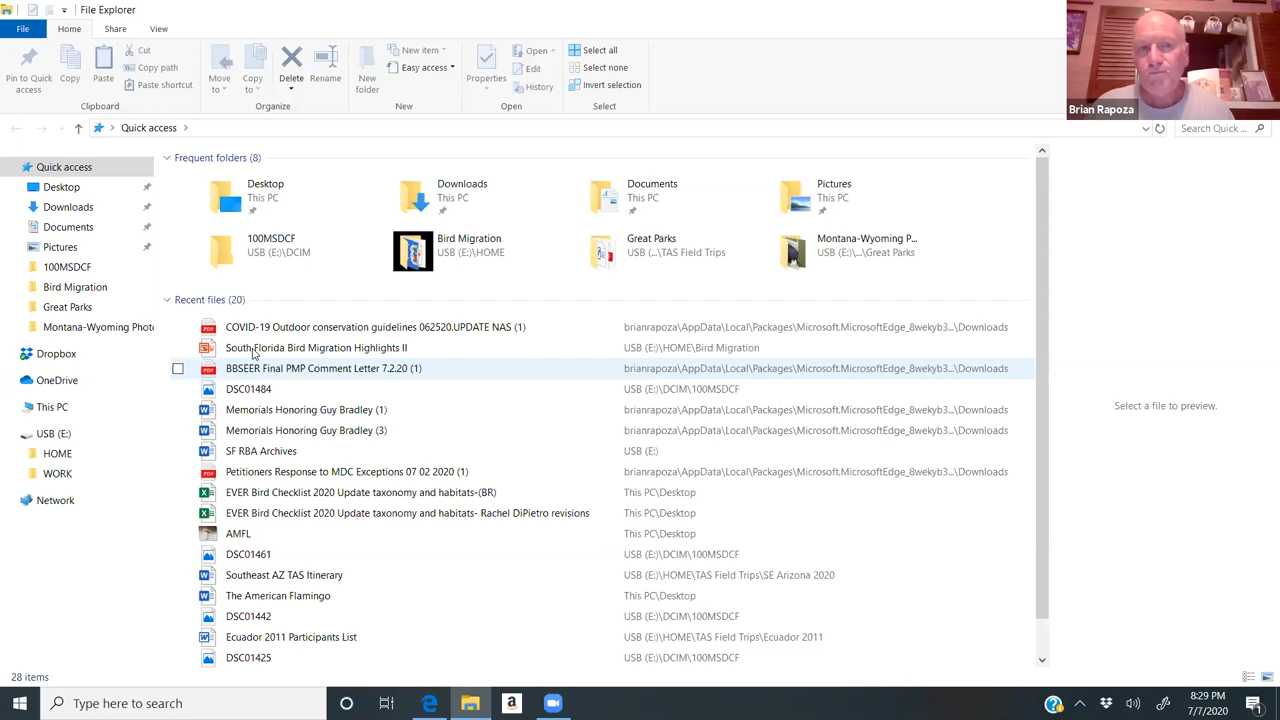 File Explorer
File Home Share View
Pin to Quick access
Copy
Paste
Cut
Copy path
Paste shortcut
Clipboard
Move to
Copy to
Delete
Rename
Organize
New folder
New item
Easy access
New
Properties
Open
Edit
History
Open
Select all
Select none
Invert selection
Select
Brian Rapoza
Quick access
Search Quick ...
Quick access
Desktop
Downloads
Documents
Pictures
100MSDCF
Bird Migration
Great Parks
Montana-Wyoming Phot
Dropbox
OneDrive
This PC
USB (E:)
HOME
WORK
Network
Frequent folders (8)
Desktop
This PC
Downloads
This PC
Documents
This PC
Pictures
This PC
100MSDCF
USB (E:)\DCIM
Bird Migration
USB (E:)\HOME
Great Parks
USB (...\TAS Field Trips
Montana-Wyoming P...
USB (E:)\...\Great Parks
Recent files (20)
COVID-19 Outdoor conservation guidelines 062520.UPDATE NAS (1) brianrapoza\AppData\Local\Packages\Microsoft.MicrosoftEdge_8wekyb3...\Downloads
South Florida Bird Migration Highlights II USB (E:)\HOME\Bird Migration
BBSEER Final PMP Comment Letter 7.2.20 (1) brianrapoza\AppData\Local\Packages\Microsoft.MicrosoftEdge_8wekyb3...\Downloads
DSC01484 USB (E:)\DCIM\100MSDCF
Memorials Honoring Guy Bradley (1) brianrapoza\AppData\Local\Packages\Microsoft.MicrosoftEdge_8wekyb3...\Downloads
Memorials Honoring Guy Bradley (3) brianrapoza\AppData\Local\Packages\Microsoft.MicrosoftEdge_8wekyb3...\Downloads
SF RBA Archives USB (E:)
Petitioners Response to MDC Exceptions 07 02 2020 (1) brianrapoza\AppData\Local\Packages\Microsoft.MicrosoftEdge_8wekyb3...\Downloads
EVER Bird Checklist 2020 Update taxonomy and habitats-(BR) This PC\Desktop
EVER Bird Checklist 2020 Update taxonomy and habitats- Rachel DiPietro revisions This PC\Desktop
AMFL This PC\Desktop
DSC01461 USB (E:)\DCIM\100MSDCF
Southeast AZ TAS Itinerary USB (E:)\HOME\TAS Field Trips\SE Arizona 2020
The American Flamingo This PC\Desktop
DSC01442 USB (E:)\DCIM\100MSDCF
Ecuador 2011 Participants List USB (E:)\HOME\TAS Field Trips\Ecuador 2011
DSC01425 USB (E:)\DCIM\100MSDCF
Select a file to preview.
28 items
Type here to search
8:29 PM
7/7/2020